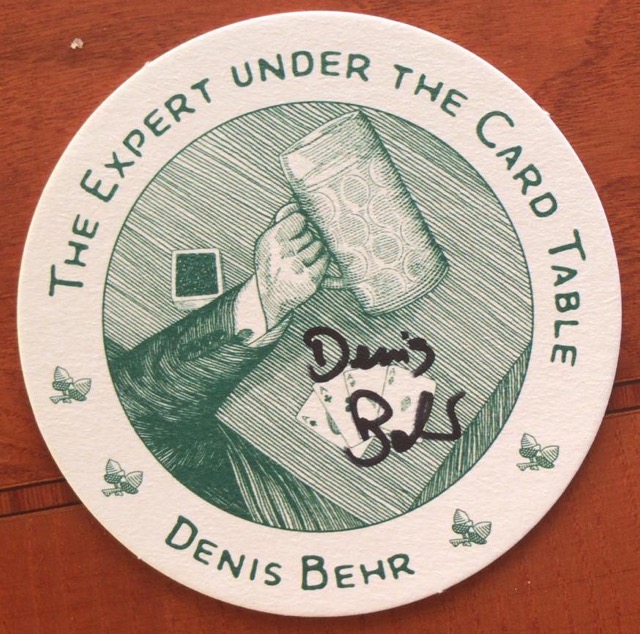 The Expert under the Card Table
Denis
Behr
Denis Behr